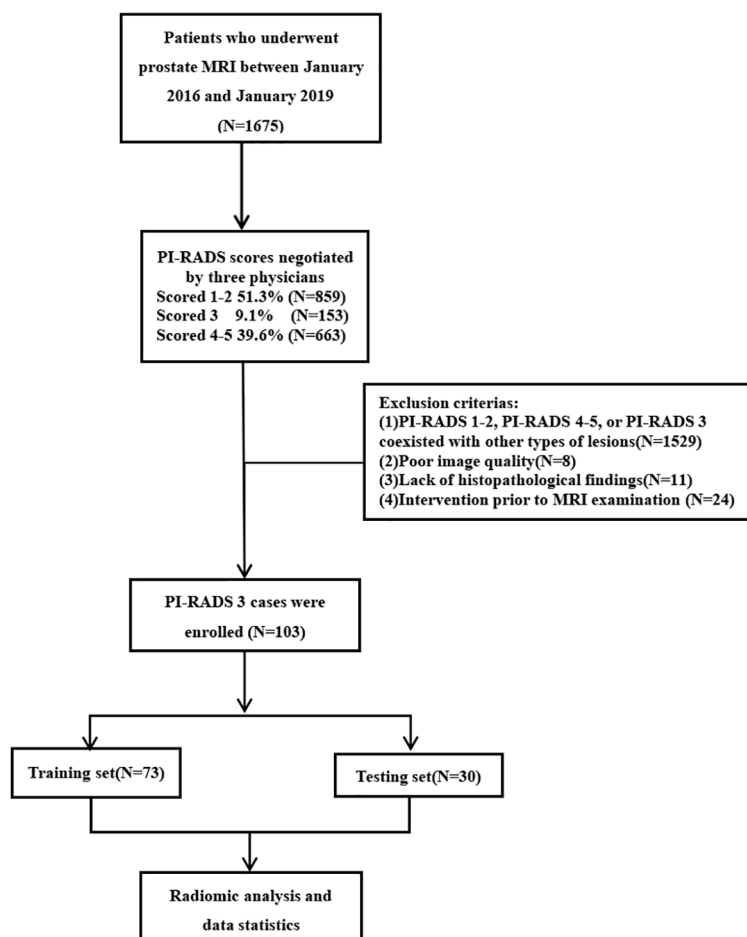 Patients who underwent
prostate MRI between January
2016 and January 2019
(N=1675)
PI-RADS scores negotiated
by three physicians
Scored 1-2 51.3% (N=859)
Scored 3 9.1% (N=153)
Scored 4-5 39.6% (N=663)
Exclusion criterias:
(1)PI-RADS 1-2, PI-RADS 4-5, or PI-RADS 3
coexisted with other types of lesions(N=1529)
(2)Poor image quality(N=8)
(3)Lack of histopathological findings(N=11)
(4)Intervention prior to MRI examination (N=24)
PI-RADS 3 cases were
enrolled (N=103)
Training set(N=73)
Testing set(N=30)
Radiomic analysis and
data statistics